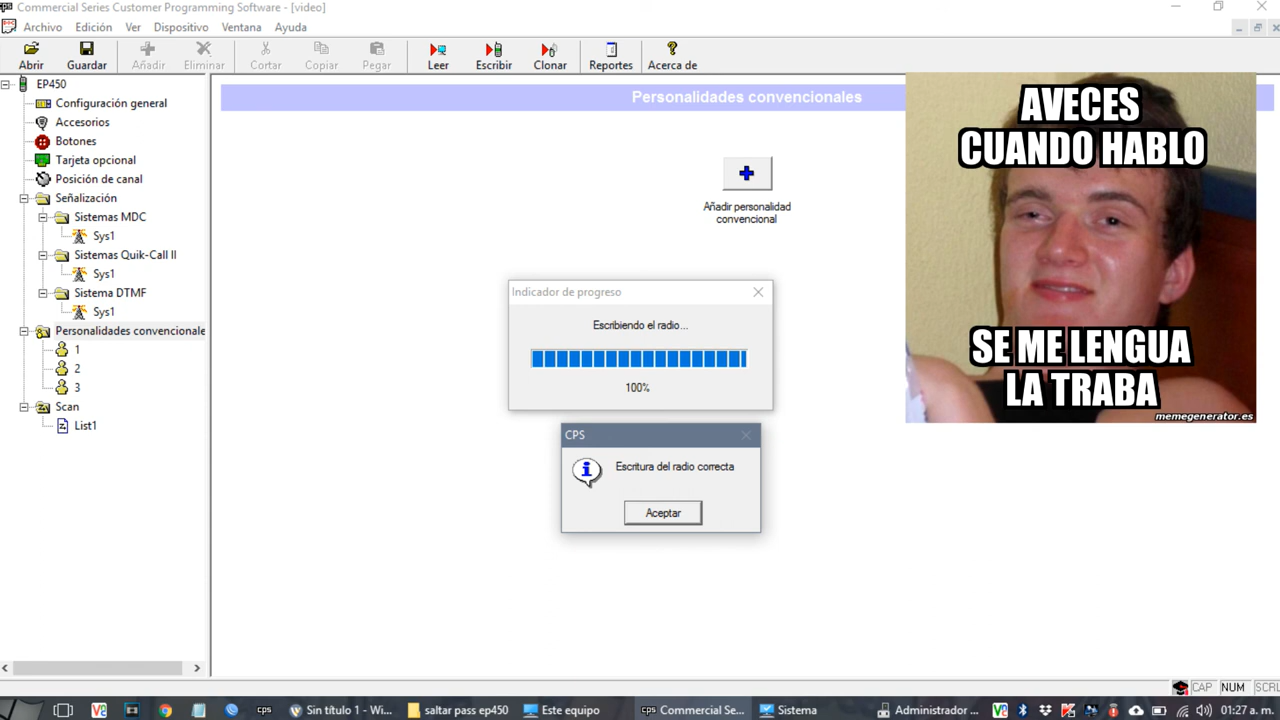 Commercial Series Customer Programming Software - [video]
Archivo Edición Ver Dispositivo Ventana Ayuda
Abrir Guardar Añadir Eliminar Cortar Copiar Pegar Leer Escribir Clonar Reportes Acerca de
EP450
Configuración general
Accesorios
Botones
Tarjeta opcional
Posición de canal
Señalización
Sistemas MDC
Sys1
Sistemas Quik-Call II
Sys1
Sistema DTMF
Sys1
Personalidades convencionale
1
2
3
Scan
List1
Personalidades convencionales
Añadir personalidad
convencional
Indicador de progreso
Escribiendo el radio...
100%
CPS
Escritura del radio correcta
Aceptar
AVECES
CUANDO HABLO
SE ME LENGUA
LA TRABA
memegenerator.es
CAP NUM SCRL
cps Sin título 1 - Wi... saltar pass ep450 Este equipo cps Commercial Se... Sistema Administrador ... 01:27 a. m.